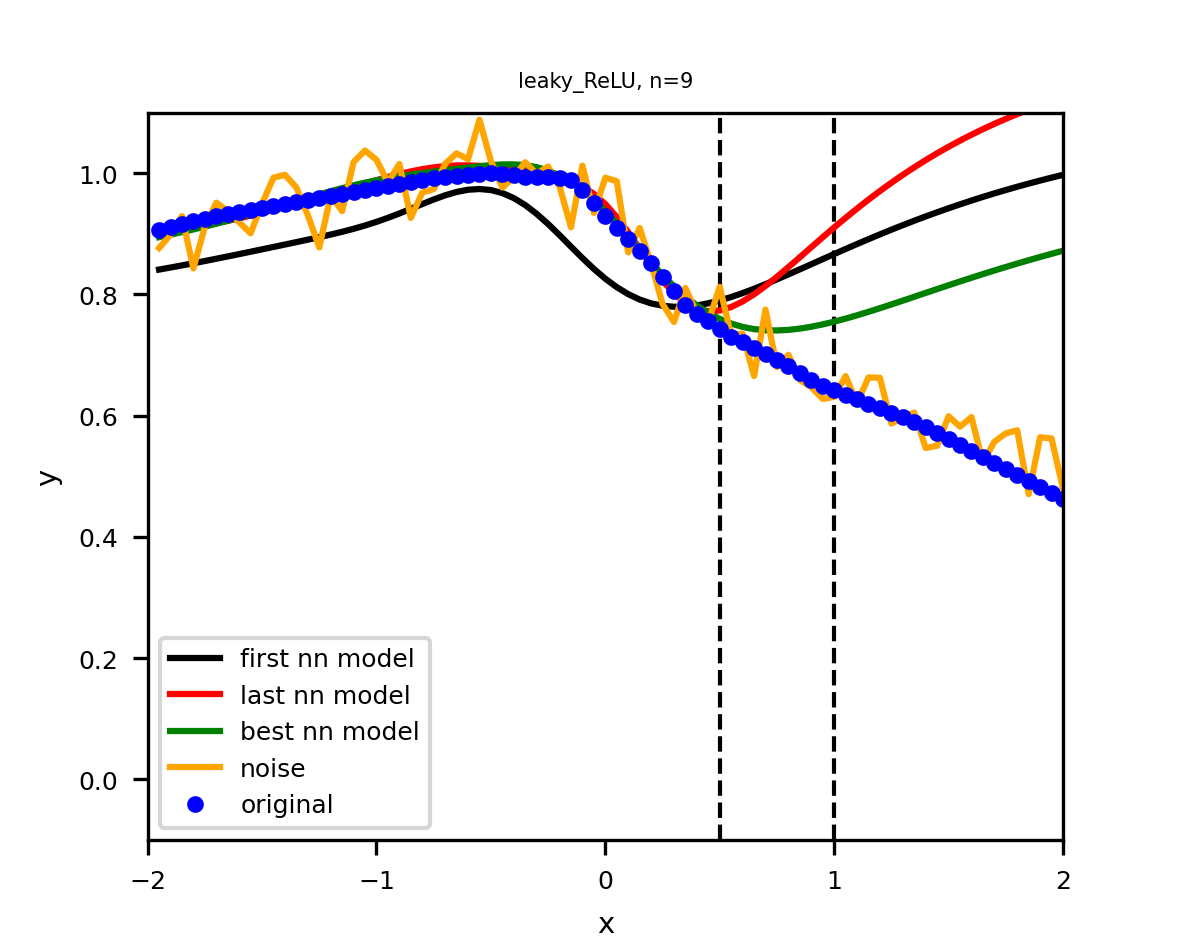 leaky_ReLU, n=9
1.0
0.8
0.6
0.4
0.2
0.0
y
first nn model
last nn model
best nn model
noise
original
−2
−1
0
1
2
x